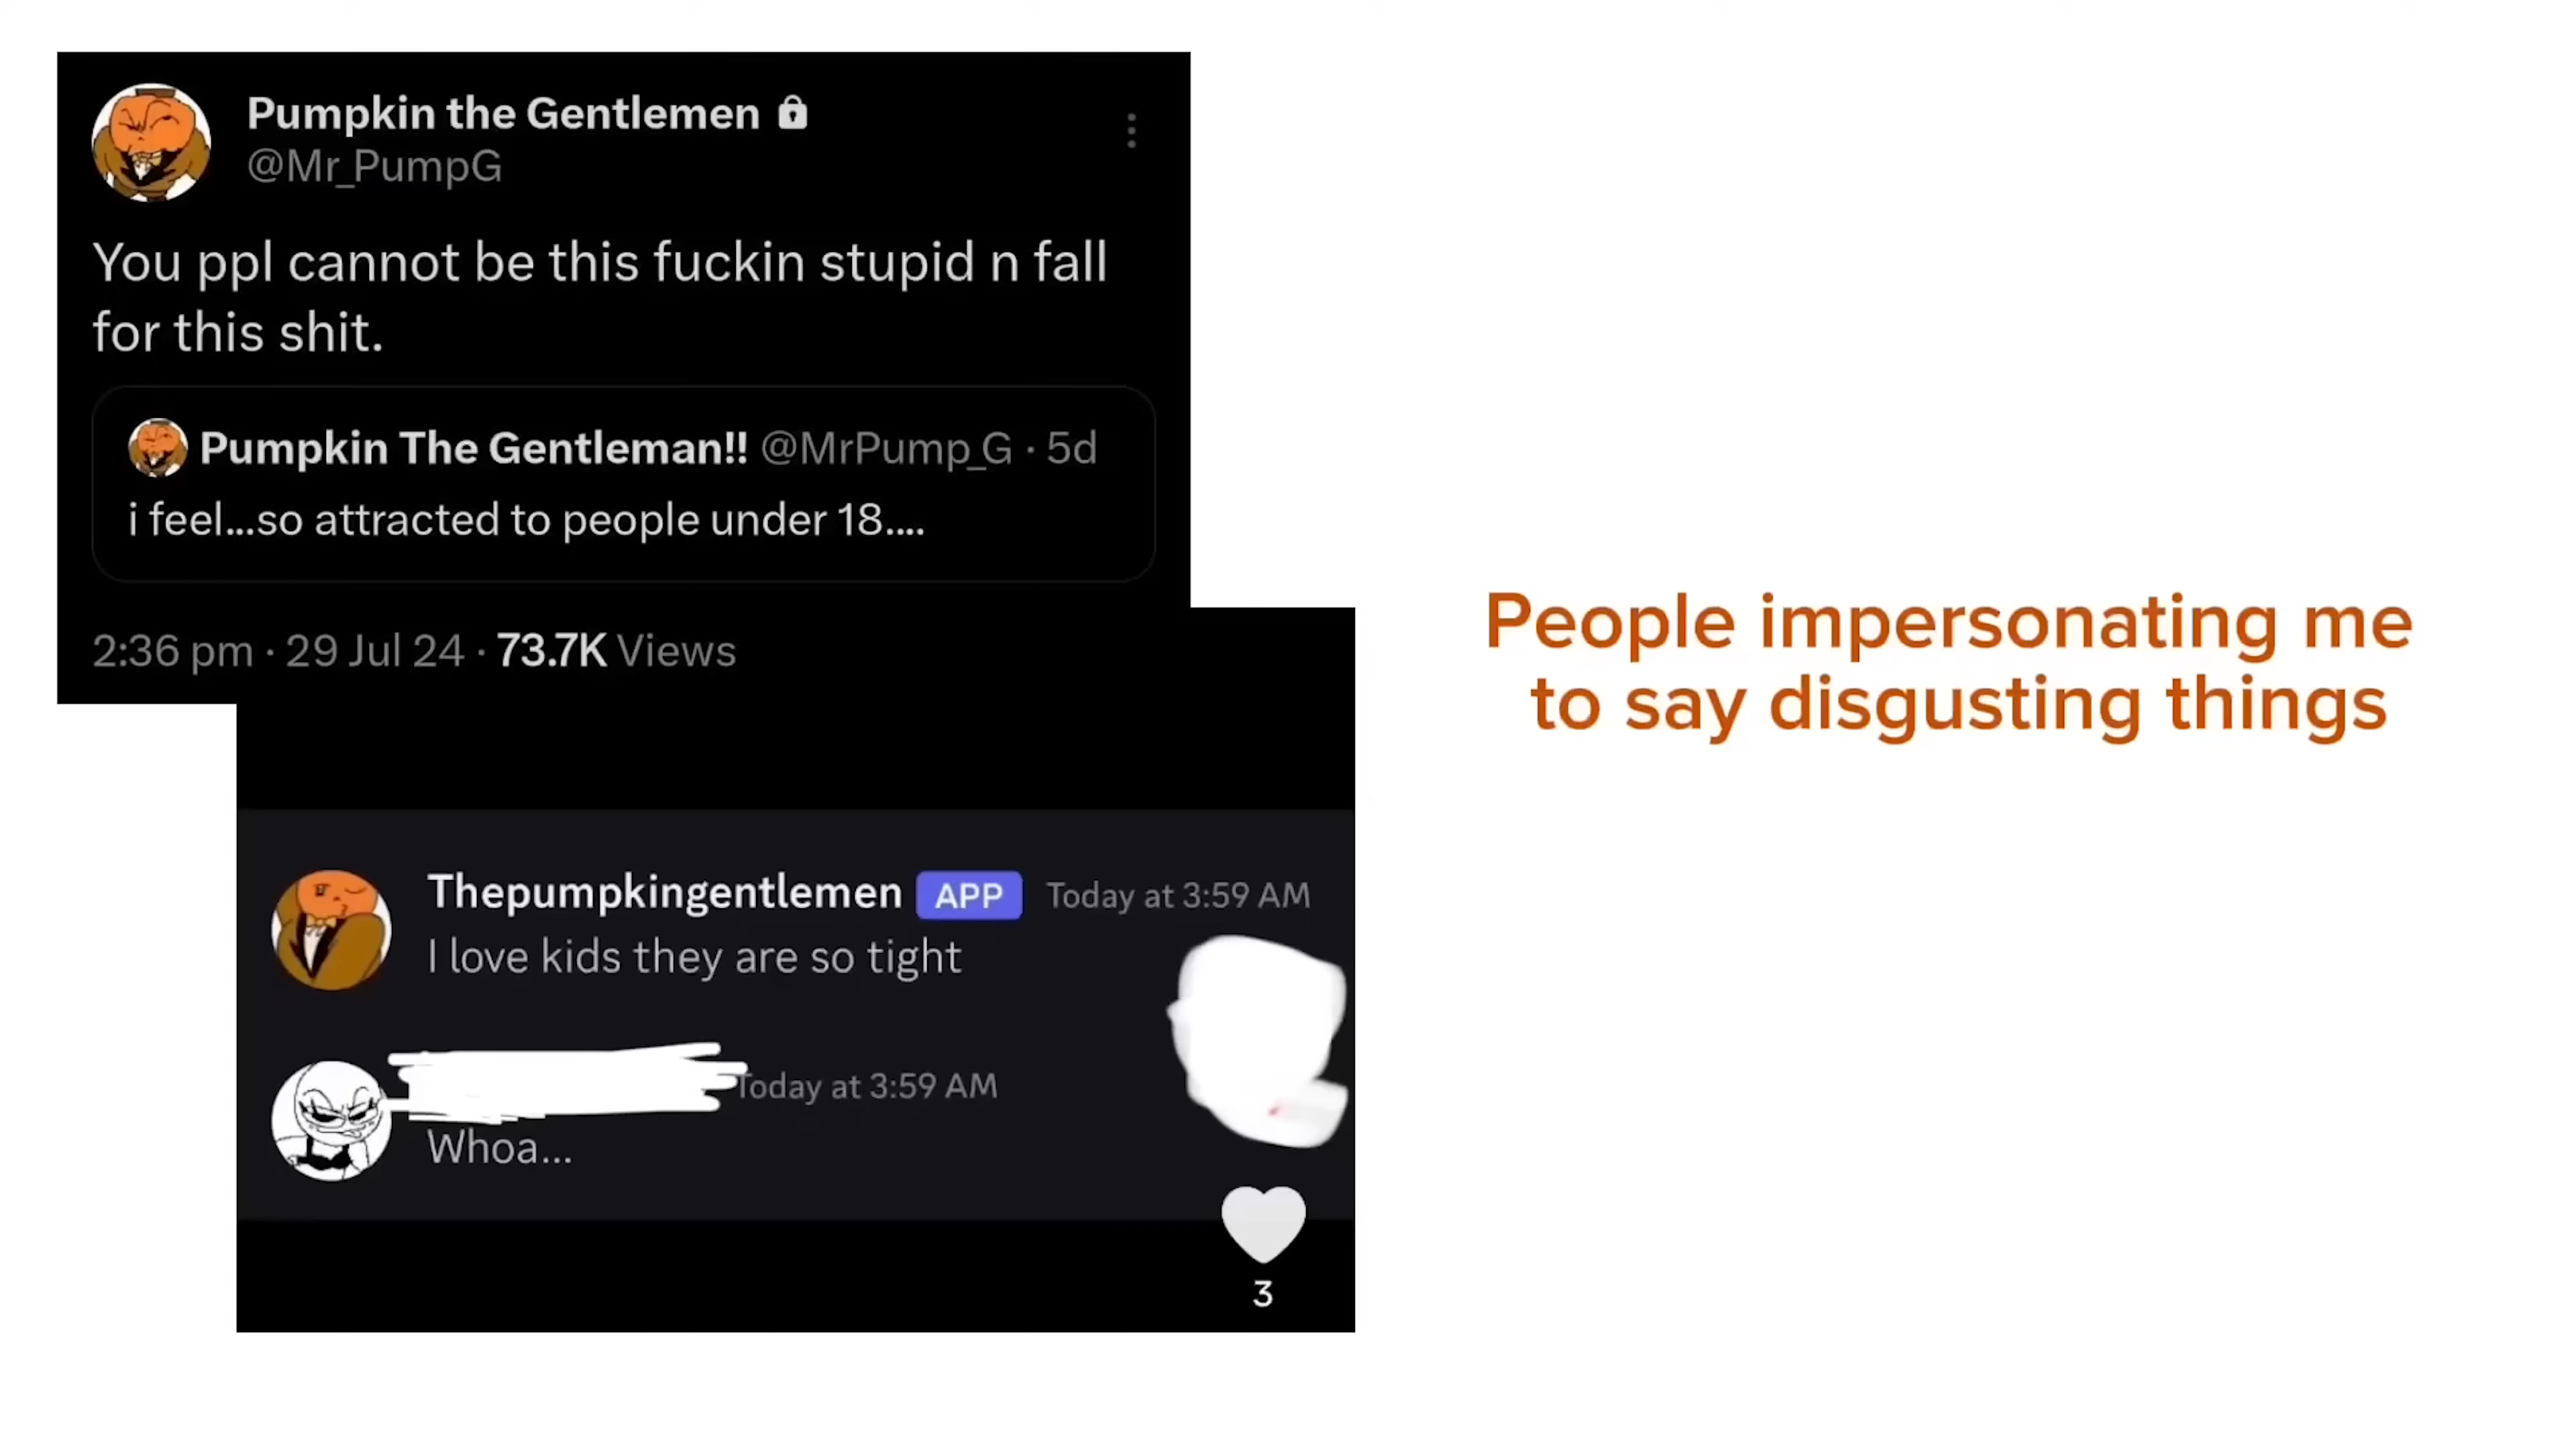 Pumpkin the Gentlemen
@Mr_PumpG
You ppl cannot be this fuckin stupid n fall
for this shit.
Pumpkin The Gentleman!! @MrPump_G · 5d
i feel...so attracted to people under 18....
2:36 pm · 29 Jul 24 · 73.7K Views
People impersonating me
to say disgusting things
Thepumpkingentlemen APP Today at 3:59 AM
I love kids they are so tight
Today at 3:59 AM
Whoa...
3